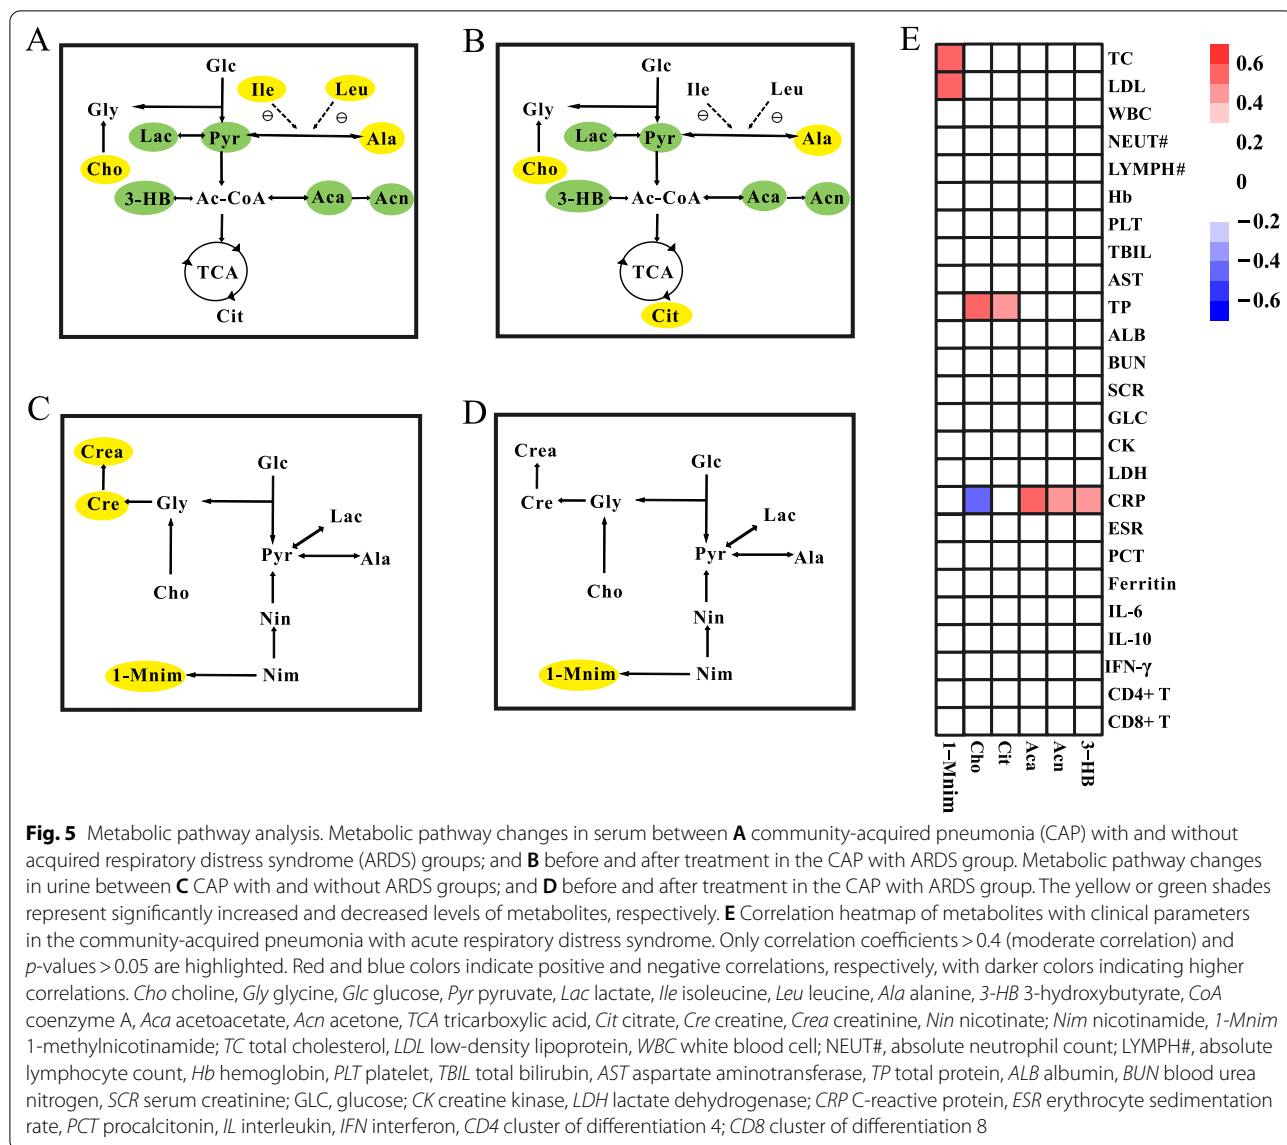 A
Glc
Ile
Leu
⊖
⊖
Gly
Lac
Pyr
Ala
Cho
3-HB
Ac-CoA
Aca
Acn
TCA
Cit
B
Glc
Ile
Leu
⊖
⊖
Gly
Lac
Pyr
Ala
Cho
3-HB
Ac-CoA
Aca
Acn
TCA
Cit
C
Crea
Glc
Cre
Gly
Lac
Pyr
Ala
Cho
Nin
1-Mnim
Nim
D
Crea
Glc
Cre
Gly
Lac
Pyr
Ala
Cho
Nin
1-Mnim
Nim
E
TC
LDL
WBC
NEUT#
LYMPH#
Hb
PLT
TBIL
AST
TP
ALB
BUN
SCR
GLC
CK
LDH
CRP
ESR
PCT
Ferritin
IL-6
IL-10
IFN-γ
CD4+ T
CD8+ T
1−Mnim
Cho
Cit
Aca
Acn
3−HB
0.6
0.4
0.2
0
−0.2
−0.4
−0.6
Fig. 5 Metabolic pathway analysis. Metabolic pathway changes in serum between A community-acquired pneumonia (CAP) with and without
acquired respiratory distress syndrome (ARDS) groups; and B before and after treatment in the CAP with ARDS group. Metabolic pathway changes
in urine between C CAP with and without ARDS groups; and D before and after treatment in the CAP with ARDS group. The yellow or green shades
represent significantly increased and decreased levels of metabolites, respectively. E Correlation heatmap of metabolites with clinical parameters
in the community-acquired pneumonia with acute respiratory distress syndrome. Only correlation coefficients > 0.4 (moderate correlation) and
p-values > 0.05 are highlighted. Red and blue colors indicate positive and negative correlations, respectively, with darker colors indicating higher
correlations. Cho choline, Gly glycine, Glc glucose, Pyr pyruvate, Lac lactate, Ile isoleucine, Leu leucine, Ala alanine, 3-HB 3-hydroxybutyrate, CoA
coenzyme A, Aca acetoacetate, Acn acetone, TCA tricarboxylic acid, Cit citrate, Cre creatine, Crea creatinine, Nin nicotinate; Nim nicotinamide, 1-Mnim
1-methylnicotinamide; TC total cholesterol, LDL low-density lipoprotein, WBC white blood cell; NEUT#, absolute neutrophil count; LYMPH#, absolute
lymphocyte count, Hb hemoglobin, PLT platelet, TBIL total bilirubin, AST aspartate aminotransferase, TP total protein, ALB albumin, BUN blood urea
nitrogen, SCR serum creatinine; GLC, glucose; CK creatine kinase, LDH lactate dehydrogenase; CRP C-reactive protein, ESR erythrocyte sedimentation
rate, PCT procalcitonin, IL interleukin, IFN interferon, CD4 cluster of differentiation 4; CD8 cluster of differentiation 8